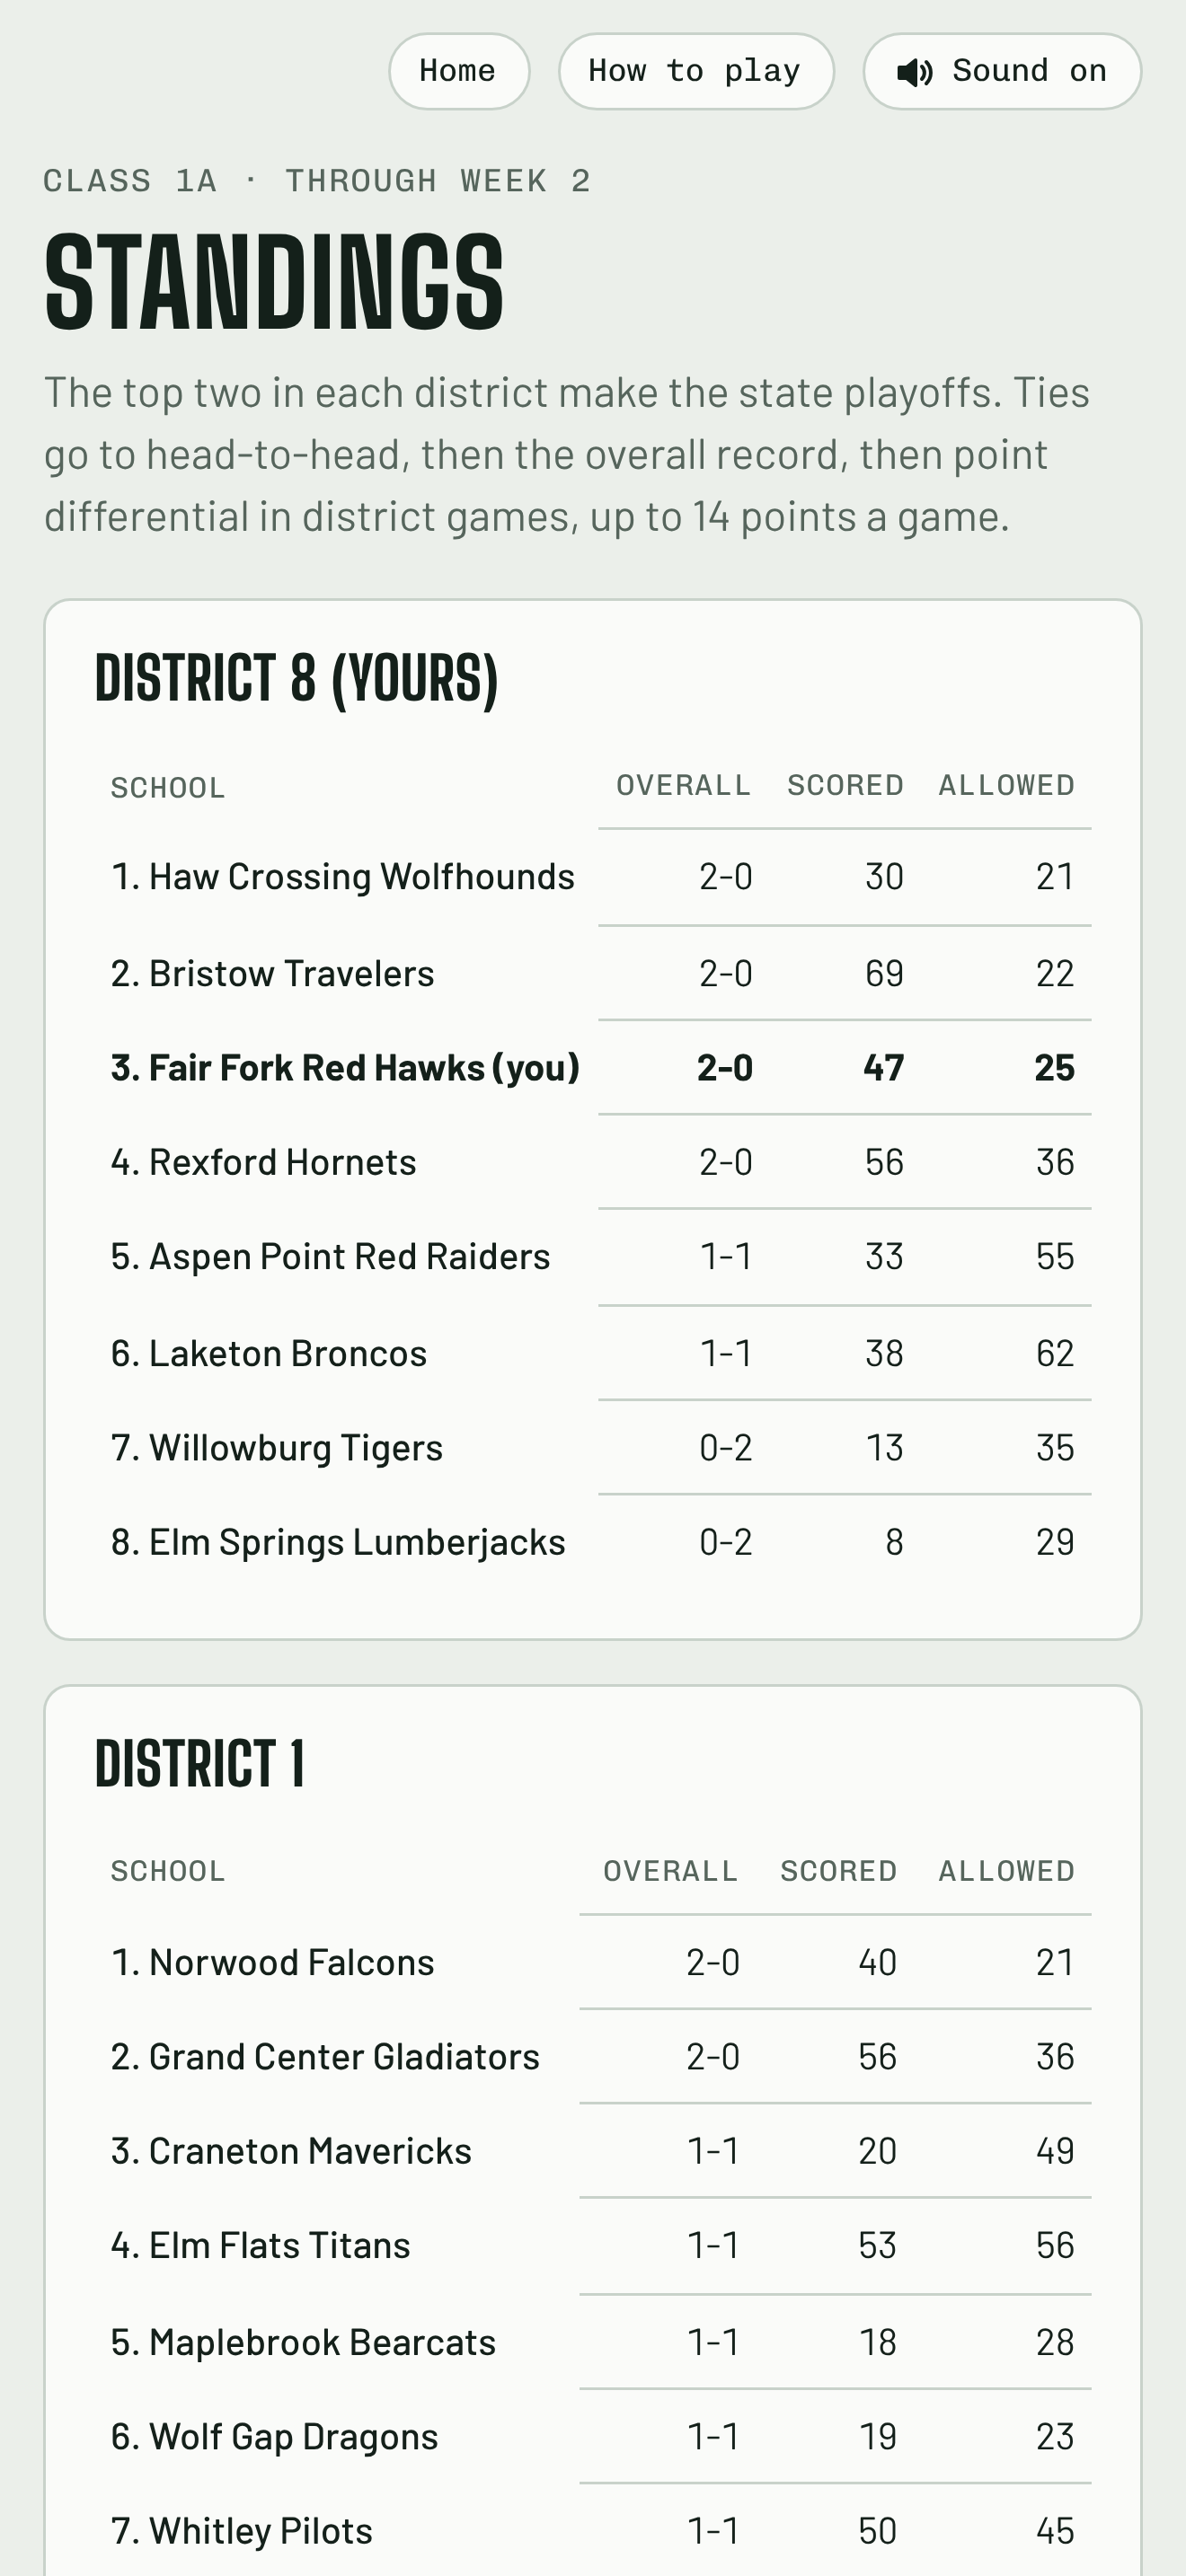 Home How to play Sound on
CLASS 1A · THROUGH WEEK 2
STANDINGS
The top two in each district make the state playoffs. Ties
go to head-to-head, then the overall record, then point
differential in district games, up to 14 points a game.
DISTRICT 8 (YOURS)
SCHOOL OVERALL SCORED ALLOWED
1. Haw Crossing Wolfhounds 2-0 30 21
2. Bristow Travelers 2-0 69 22
3. Fair Fork Red Hawks (you) 2-0 47 25
4. Rexford Hornets 2-0 56 36
5. Aspen Point Red Raiders 1-1 33 55
6. Laketon Broncos 1-1 38 62
7. Willowburg Tigers 0-2 13 35
8. Elm Springs Lumberjacks 0-2 8 29
DISTRICT 1
SCHOOL OVERALL SCORED ALLOWED
1. Norwood Falcons 2-0 40 21
2. Grand Center Gladiators 2-0 56 36
3. Craneton Mavericks 1-1 20 49
4. Elm Flats Titans 1-1 53 56
5. Maplebrook Bearcats 1-1 18 28
6. Wolf Gap Dragons 1-1 19 23
7. Whitley Pilots 1-1 50 45